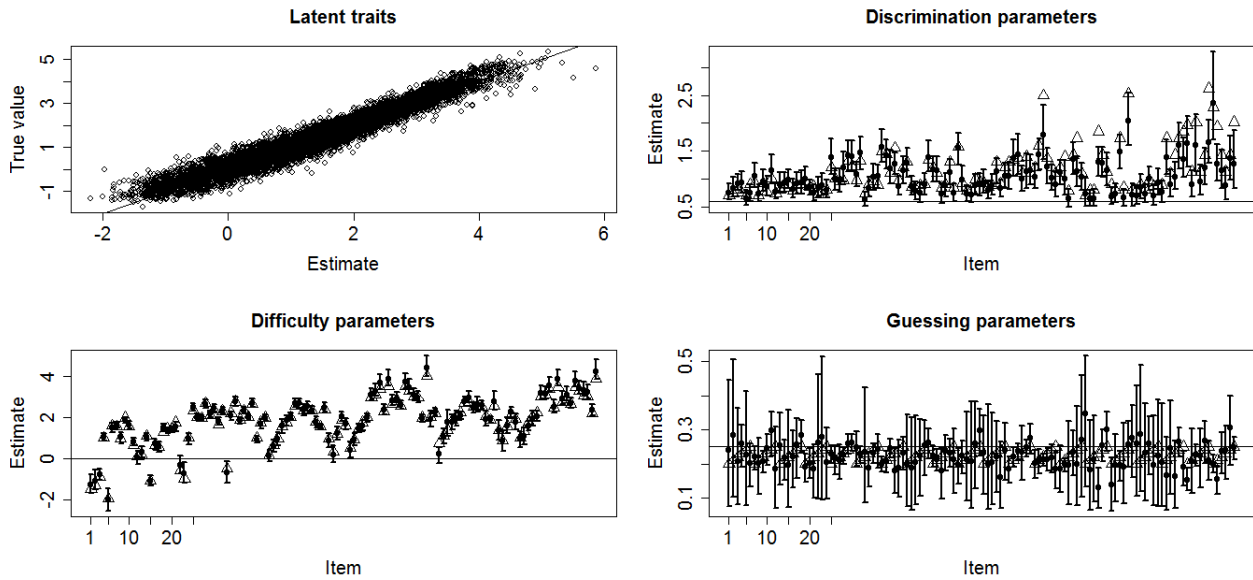 Latent traits
True value
5
3
1
-1
-2 0 2 4 6
Estimate
Discrimination parameters
Estimate
2.5
1.5
0.5
1 10 20
Item
Difficulty parameters
Estimate
4
2
0
-2
1 10 20
Item
Guessing parameters
Estimate
0.5
0.3
0.1
1 10 20
Item